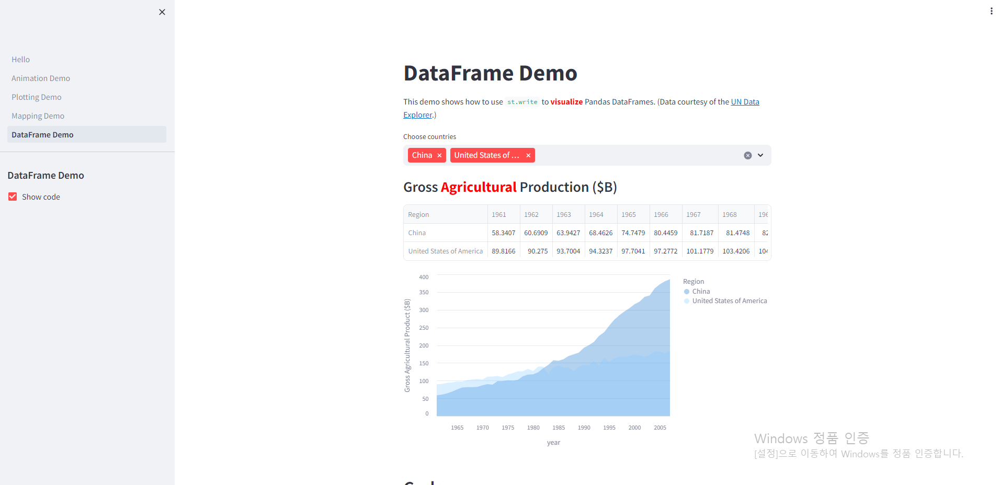 Hello
Animation Demo
Plotting Demo
Mapping Demo
DataFrame Demo
DataFrame Demo
Show code
DataFrame Demo
This demo shows how to use st.write to visualize Pandas DataFrames. (Data courtesy of the UN Data
Explorer.)
Choose countries
China United States of ...
Gross Agricultural Production ($B)
Region 1961 1962 1963 1964 1965 1966 1967 1968
China 58.3407 60.6909 63.9427 68.4626 74.7479 80.4459 81.7187 81.4748
United States of America 89.8166 90.275 93.7004 94.3237 97.7041 97.2772 101.1779 103.4206
Gross Agricultural Product ($B)
400
350
300
250
200
150
100
50
0
1965 1970 1975 1980 1985 1990 1995 2000 2005
year
Region
China
United States of America
Windows 정품 인증
[설정]으로 이동하여 Windows를 정품 인증합니다.